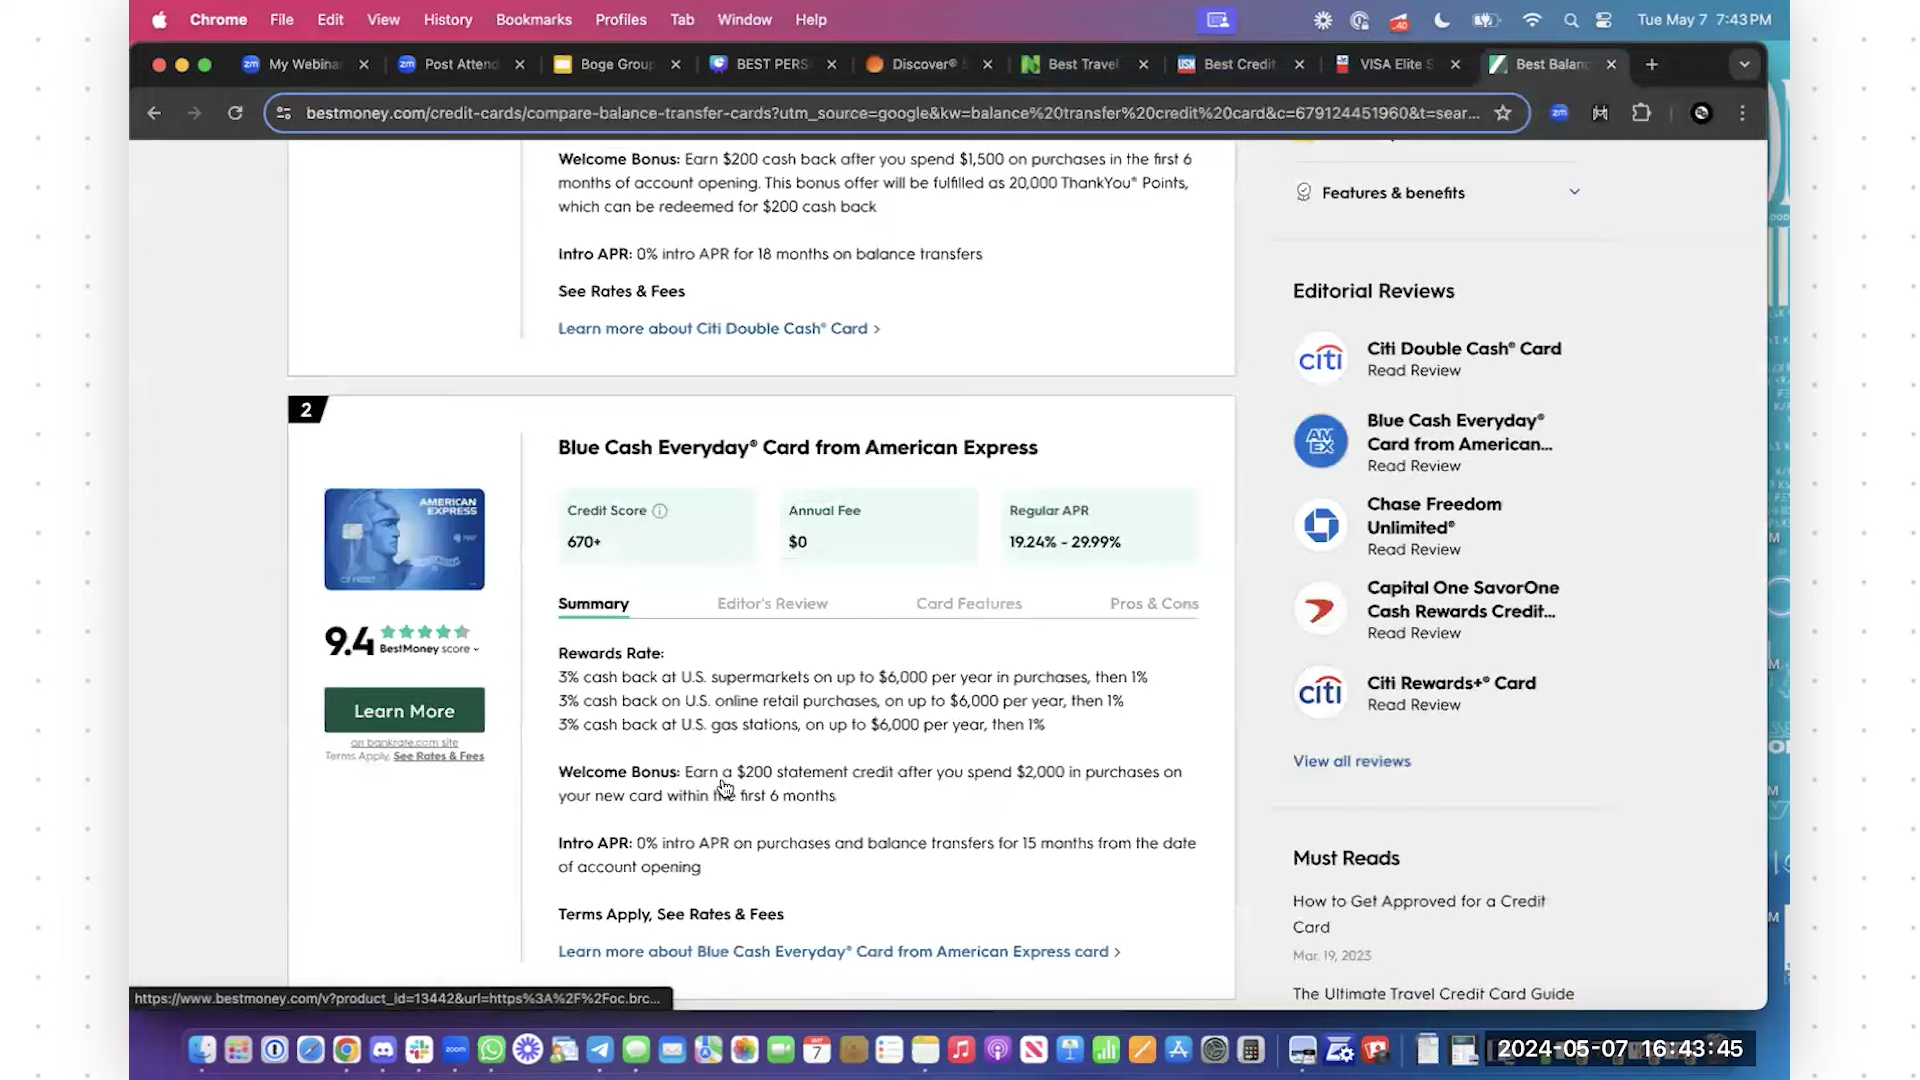 Chrome File Edit View History Bookmarks Profiles Tab Window Help
Tue May 7 7:43 PM
My Webina
Post Attend
Boge Group
BEST PERS
Discover®
Best Travel
Best Credit
VISA Elite S
Best Balan
bestmoney.com/credit-cards/compare-balance-transfer-cards?utm_source=google&kw=balance%20transfer%20credit%20card&c=679124451960&t=sear...
Welcome Bonus: Earn $200 cash back after you spend $1,500 on purchases in the first 6
months of account opening. This bonus offer will be fulfilled as 20,000 ThankYou® Points,
which can be redeemed for $200 cash back
Intro APR: 0% intro APR for 18 months on balance transfers
See Rates & Fees
Learn more about Citi Double Cash® Card >
2
Blue Cash Everyday® Card from American Express
AMERICAN
EXPRESS
Credit Score
670+
Annual Fee
$0
Regular APR
19.24% - 29.99%
Summary
Editor's Review
Card Features
Pros & Cons
9.4
BestMoney score
Learn More
on bankrate.com site
Terms Apply, See Rates & Fees
Rewards Rate:
3% cash back at U.S. supermarkets on up to $6,000 per year in purchases, then 1%
3% cash back on U.S. online retail purchases, on up to $6,000 per year, then 1%
3% cash back at U.S. gas stations, on up to $6,000 per year, then 1%
Welcome Bonus: Earn a $200 statement credit after you spend $2,000 in purchases on
your new card within the first 6 months
Intro APR: 0% intro APR on purchases and balance transfers for 15 months from the date
of account opening
Terms Apply, See Rates & Fees
Learn more about Blue Cash Everyday® Card from American Express card >
Features & benefits
Editorial Reviews
citi
Citi Double Cash® Card
Read Review
AM
EX
Blue Cash Everyday®
Card from American...
Read Review
Chase Freedom
Unlimited®
Read Review
Capital One SavorOne
Cash Rewards Credit...
Read Review
citi
Citi Rewards+® Card
Read Review
View all reviews
Must Reads
How to Get Approved for a Credit
Card
Mar. 19, 2023
The Ultimate Travel Credit Card Guide
https://www.bestmoney.com/v?product_id=13442&url=https%3A%2F%2Foc.brc...
2024-05-07 16:43:45